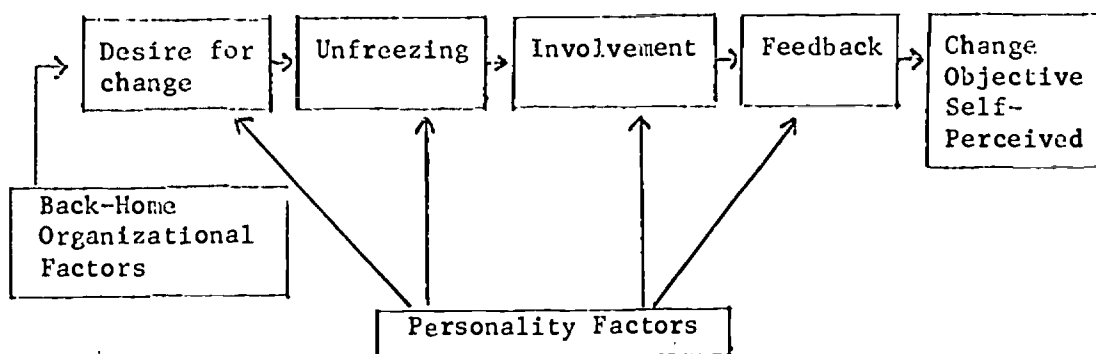 Desire for
change
Unfreezing
Involvement
Feedback
Change
Objective
Self-
Perceived
Back-Home
Organizational
Factors
Personality Factors